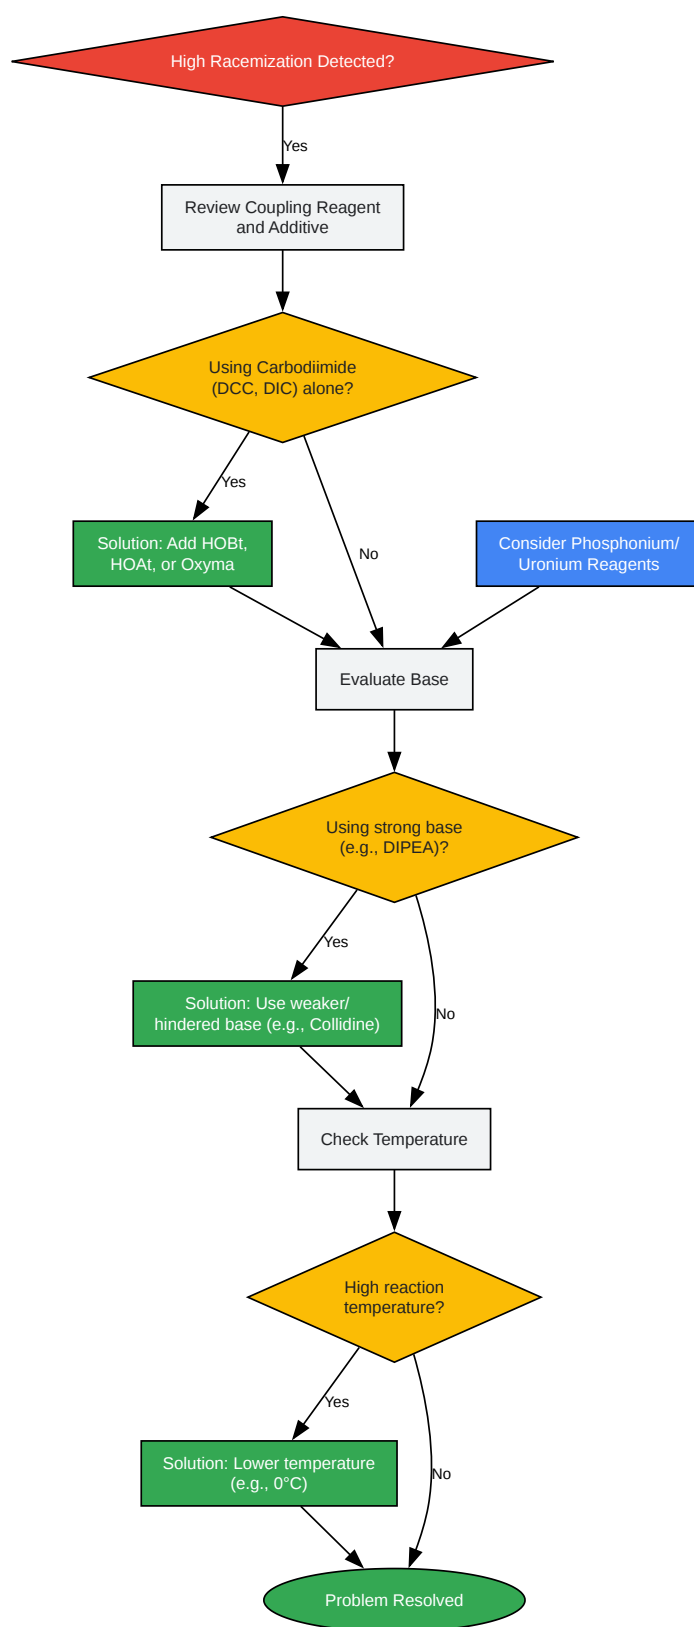 High Racemization Detected?
Yes
Review Coupling Reagent
and Additive
Using Carbodiimide
(DCC, DIC) alone?
Yes
No
Solution: Add HOBt,
HOAt, or Oxyma
Consider Phosphonium/
Uronium Reagents
Evaluate Base
Using strong base
(e.g., DIPEA)?
Yes
Solution: Use weaker/
hindered base (e.g., Collidine)
No
Check Temperature
High reaction
temperature?
Yes
Solution: Lower temperature
(e.g., 0°C)
No
Problem Resolved